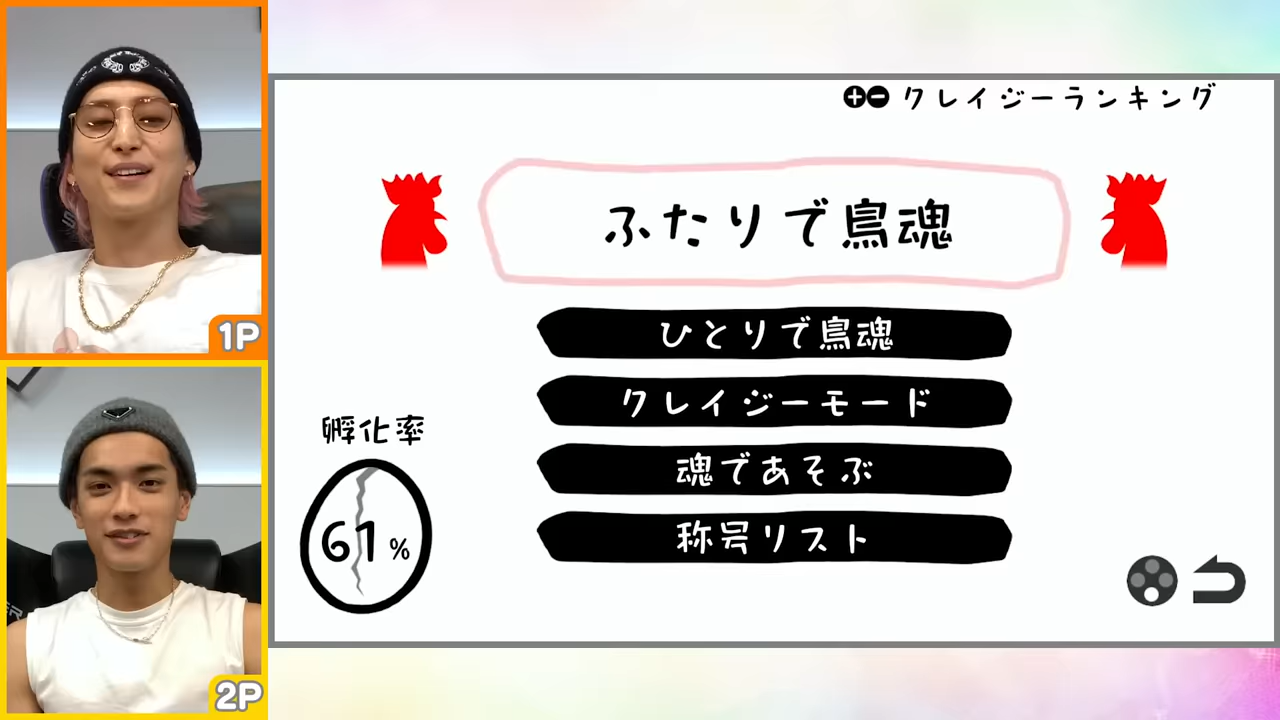 クレイジーランキング
ふたりで鳥魂
ひとりで鳥魂
クレイジーモード
魂であそぶ
称号リスト
孵化率
61%
1P
2P